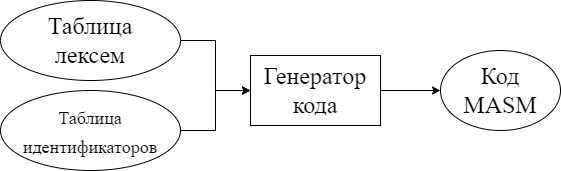 Таблица
лексем
Таблица
идентификаторов
Генератор
кода
Код
MASM